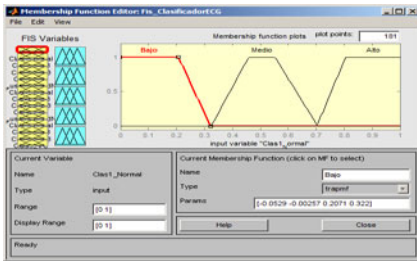 Membership Function Editor: Fis_ClasificadorECG
File Edit View
FIS Variables
Membership function plots
plot points: 181
Bajo Medio Alto
1
0.5
0
0 0.1 0.2 0.3 0.4 0.5 0.6 0.7 0.8 0.9 1
input variable "Clas1_ormal"
Current Variable
Name Clas1_Normal
Type input
Range [0 1]
Display Range [0 1]
Current Membership Function (click on MF to select)
Name Bajo
Type trapmf
Params [-0.0529 -0.00257 0.2071 0.322]
Help Close
Ready